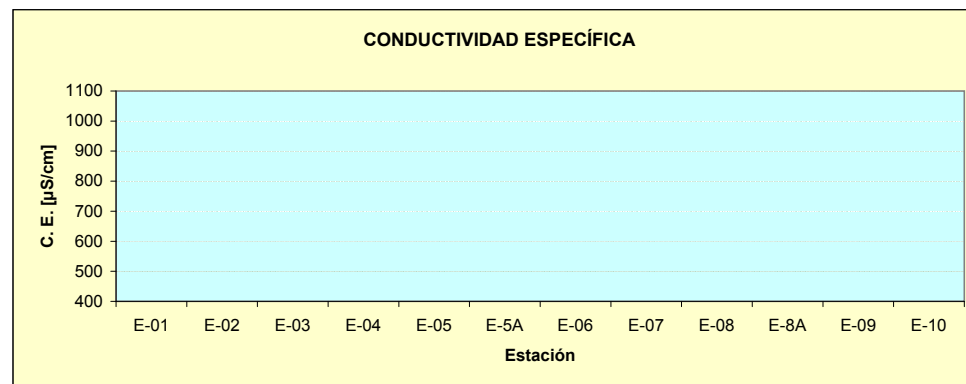 CONDUCTIVIDAD ESPECÍFICA
C. E. [µS/cm]
1100
1000
900
800
700
600
500
400
E-01 E-02 E-03 E-04 E-05 E-5A E-06 E-07 E-08 E-8A E-09 E-10
Estación